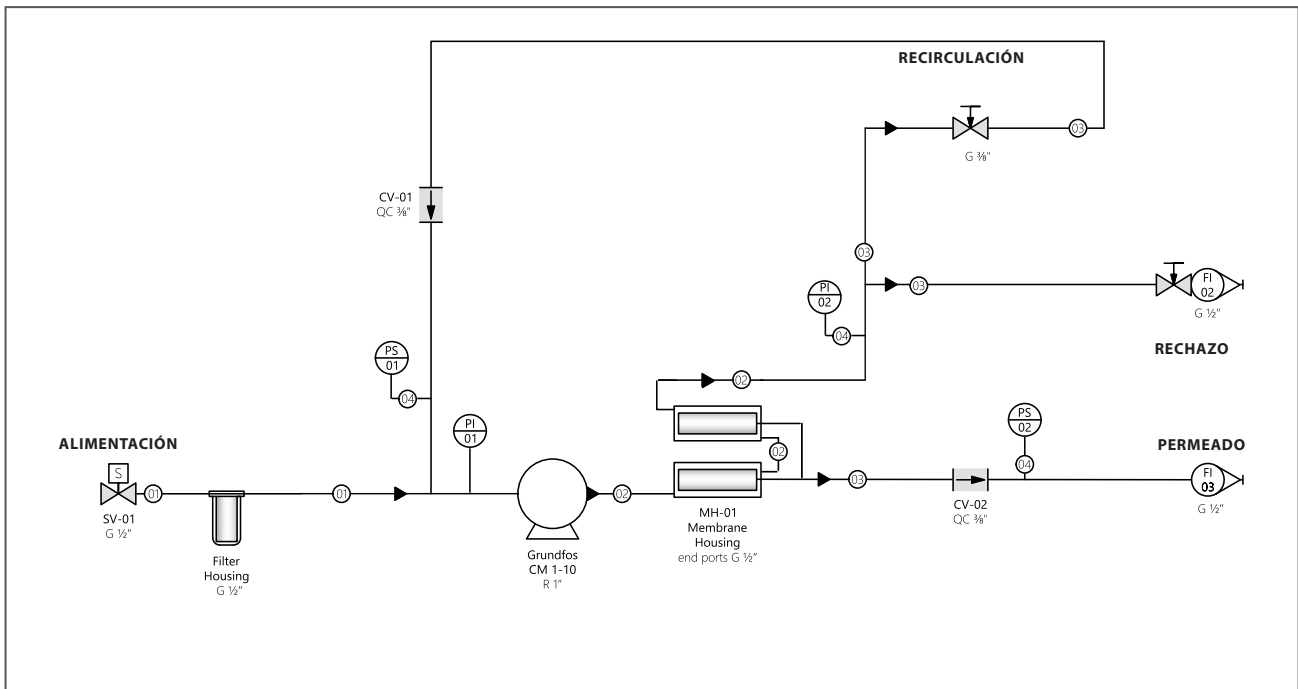 RECIRCULACIÓN
03
G ⅜"
CV-01
QC ⅜"
03
PI
02
03
FI
02
G ½"
04
RECHAZO
PS
01
04
02
PI
01
PS
02
ALIMENTACIÓN
PERMEADO
S
02
04
01
01
02
03
FI
03
SV-01
G ½"
MH-01
Membrane
Housing
end ports G ½"
CV-02
QC ⅜"
G ½"
Filter
Housing
G ½"
Grundfos
CM 1-10
R 1"